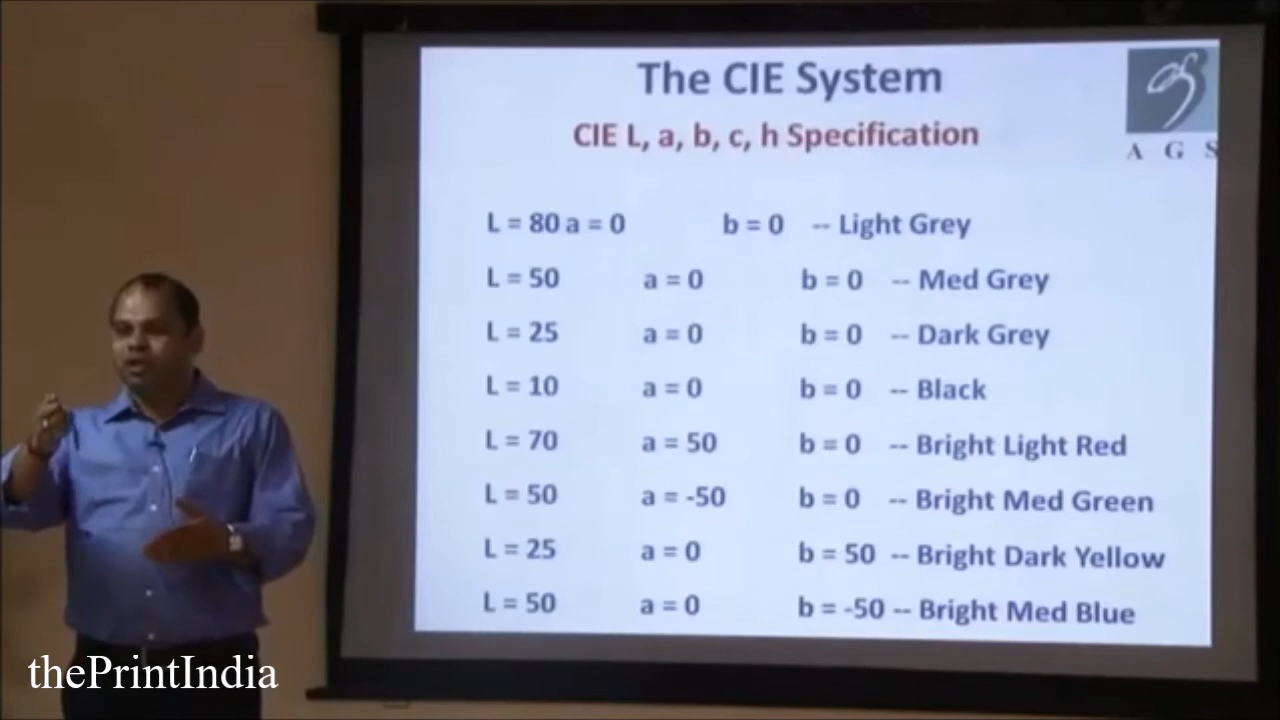 The CIE System
CIE L, a, b, c, h Specification
A G S
L = 80 a = 0 b = 0 -- Light Grey
L = 50 a = 0 b = 0 -- Med Grey
L = 25 a = 0 b = 0 -- Dark Grey
L = 10 a = 0 b = 0 -- Black
L = 70 a = 50 b = 0 -- Bright Light Red
L = 50 a = -50 b = 0 -- Bright Med Green
L = 25 a = 0 b = 50 -- Bright Dark Yellow
L = 50 a = 0 b = -50 -- Bright Med Blue
thePrintIndia